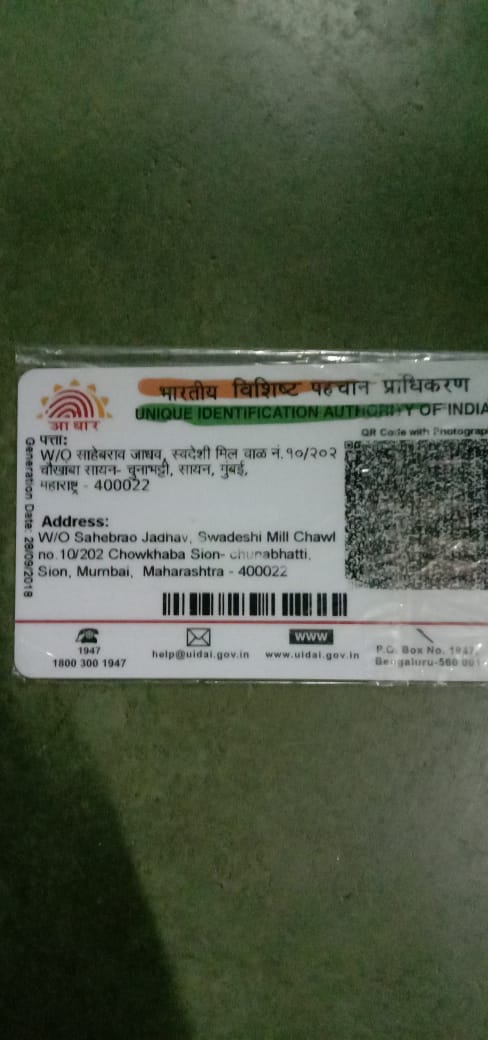 भारतीय विशिष्ट पहचान प्राधिकरण
UNIQUE IDENTIFICATION AUTHORITY OF INDIA
आधार
QR Code with Photograp
Generation Date: 28/09/2018
पत्ता:
W/O साहेबराव जाधव, स्वदेशी मिल चाळ नं.१०/२०२
चौखाबा सायन- चुनाभट्टी, सायन, मुंबई,
महाराष्ट्र - 400022
Address:
W/O Sahebrao Jadhav, Swadeshi Mill Chawl
no.10/202 Chowkhaba Sion- chunabhatti,
Sion, Mumbai, Maharashtra - 400022
1947
1800 300 1947
help@uidai.gov.in
www
www.uidai.gov.in
P.O. Box No. 1947,
Bengaluru-560 001